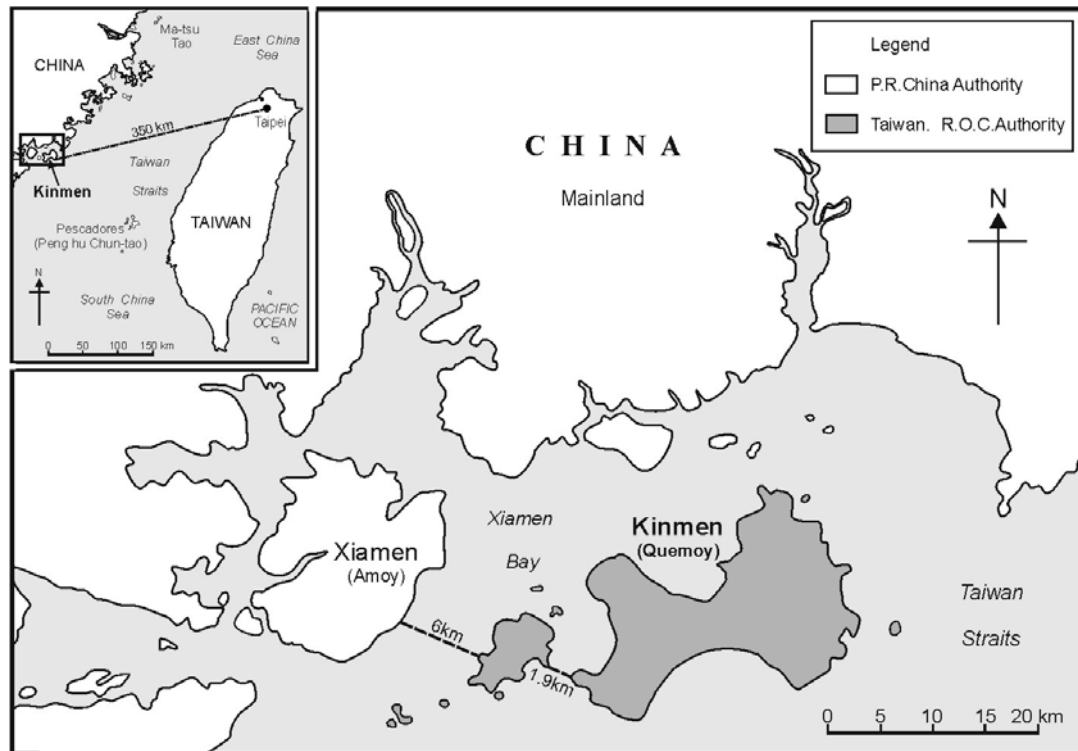 Ma-tsu
Tao
East China
Sea
CHINA
350 km
Taipei
Taiwan
Straits
Kinmen
Pescadores
(Peng hu Chun-tao)
TAIWAN
N
South China
Sea
PACIFIC
OCEAN
0 50 100 150 km
Legend
P.R.China Authority
Taiwan. R.O.C.Authority
CHINA
Mainland
N
Xiamen
(Amoy)
Xiamen
Bay
Kinmen
(Quemoy)
6km
1.9km
Taiwan
Straits
0 5 10 15 20 km